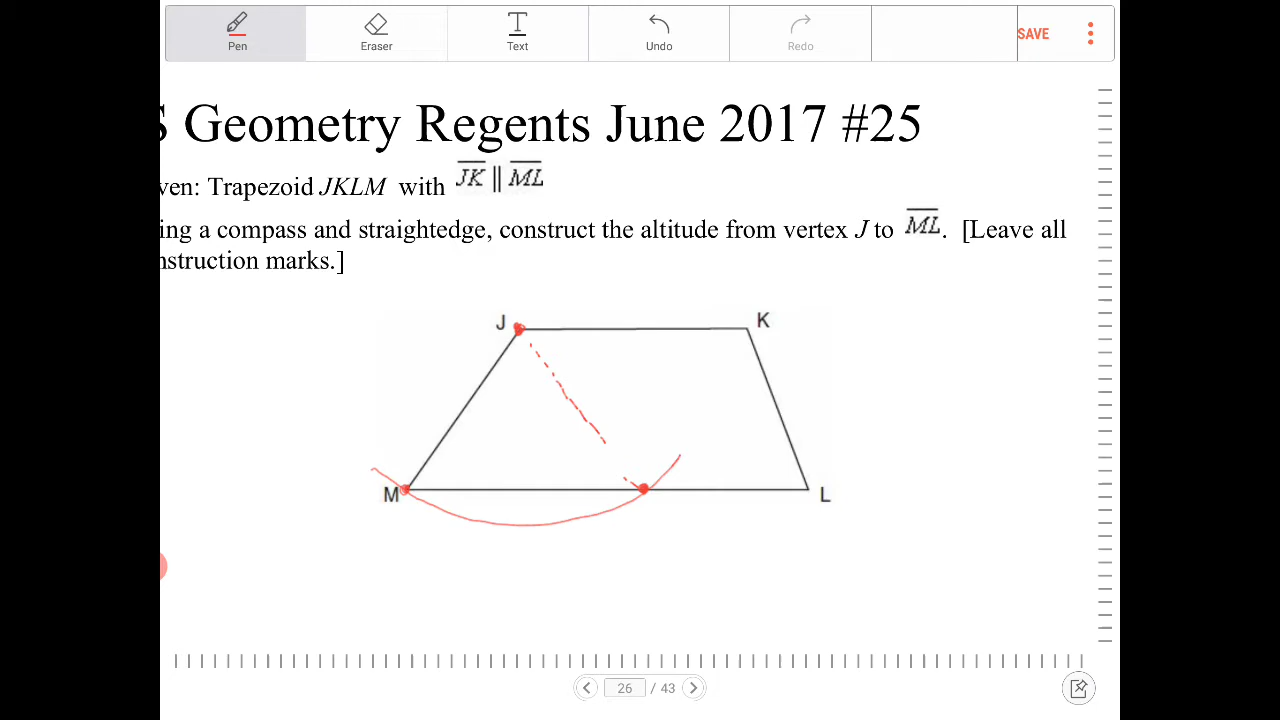 Pen Eraser Text Undo Redo SAVE
S Geometry Regents June 2017 #25
ven: Trapezoid JKLM with JK || ML
ing a compass and straightedge, construct the altitude from vertex J to ML. [Leave all
nstruction marks.]
J K
M L
26 / 43